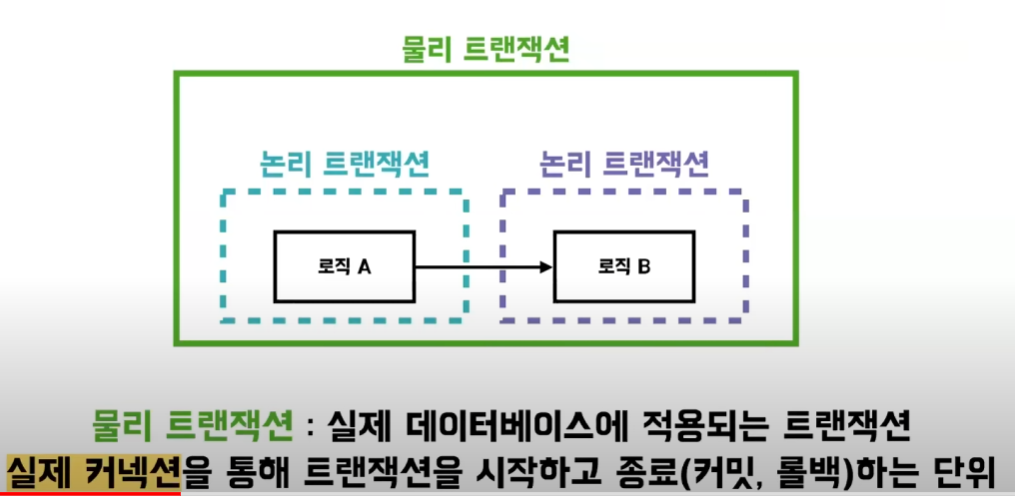 물리 트랜잭션
논리 트랜잭션
논리 트랜잭션
로직 A
로직 B
물리 트랜잭션 : 실제 데이터베이스에 적용되는 트랜잭션
실제 커넥션을 통해 트랜잭션을 시작하고 종료(커밋, 롤백)하는 단위